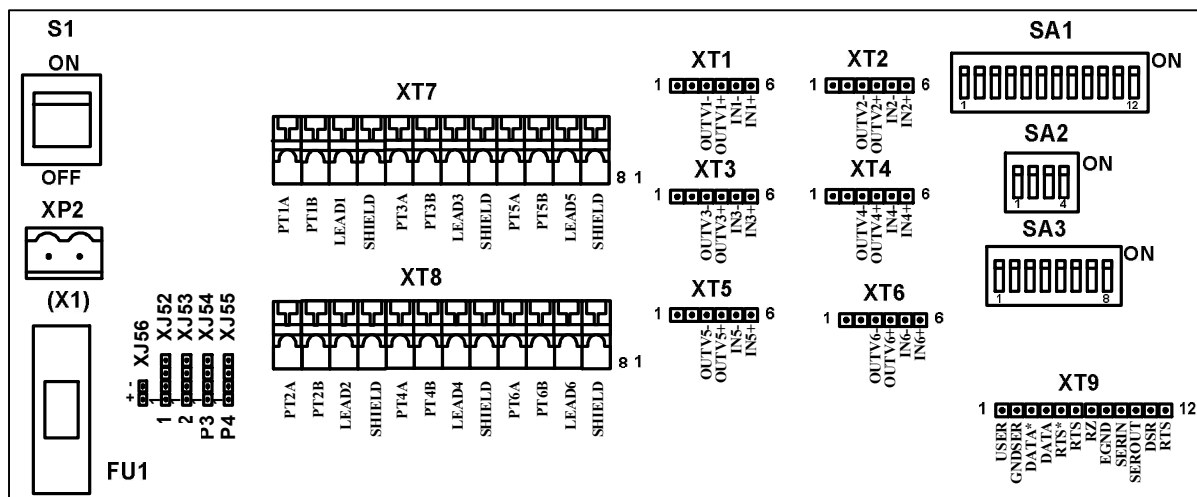 S1
ON
OFF
XP2
(X1)
FU1
XJ56
XJ52
XJ53
XJ54
XJ55
+ -
1
1
2
P3
P4
XT7
8 1
PT1A
PT1B
LEAD1
SHIELD
PT3A
PT3B
LEAD3
SHIELD
PT5A
PT5B
LEAD5
SHIELD
XT8
8 1
PT2A
PT2B
LEAD2
SHIELD
PT4A
PT4B
LEAD4
SHIELD
PT6A
PT6B
LEAD6
SHIELD
XT1
1 6
OUTV1-
OUTV1+
IN1-
IN1+
XT2
1 6
OUTV2-
OUTV2+
IN2-
IN2+
XT3
1 6
OUTV3-
OUTV3+
IN3-
IN3+
XT4
1 6
OUTV4-
OUTV4+
IN4-
IN4+
XT5
1 6
OUTV5-
OUTV5+
IN5-
IN5+
XT6
1 6
OUTV6-
OUTV6+
IN6-
IN6+
SA1
ON
1 12
SA2
ON
1 4
SA3
ON
1 8
XT9
1 12
USER
GNDSER
DATA*
DATA
RTS*
RTS
RZ
EGND
SERIN
SEROUT
DSR
RTS